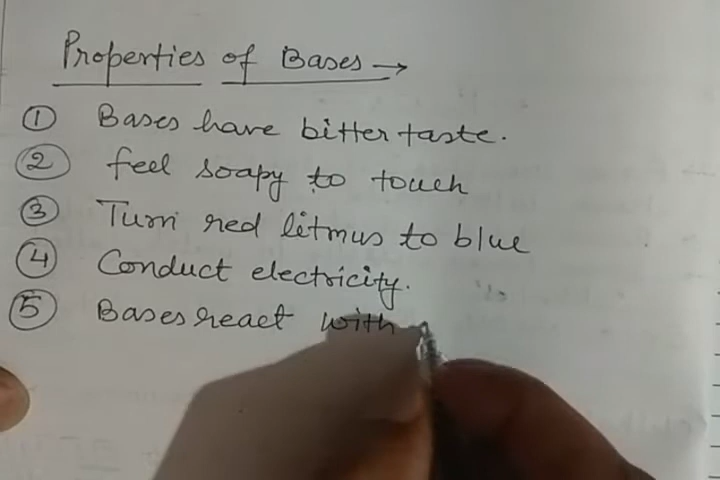 Properties of Bases →
① Bases have bitter taste.
② feel soapy to touch
③ Turn red litmus to blue
④ Conduct electricity.
⑤ Bases react with